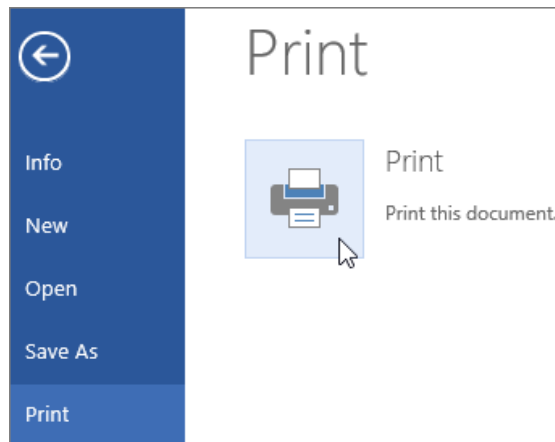 Print
Info
New
Open
Save As
Print
Print
Print this document.